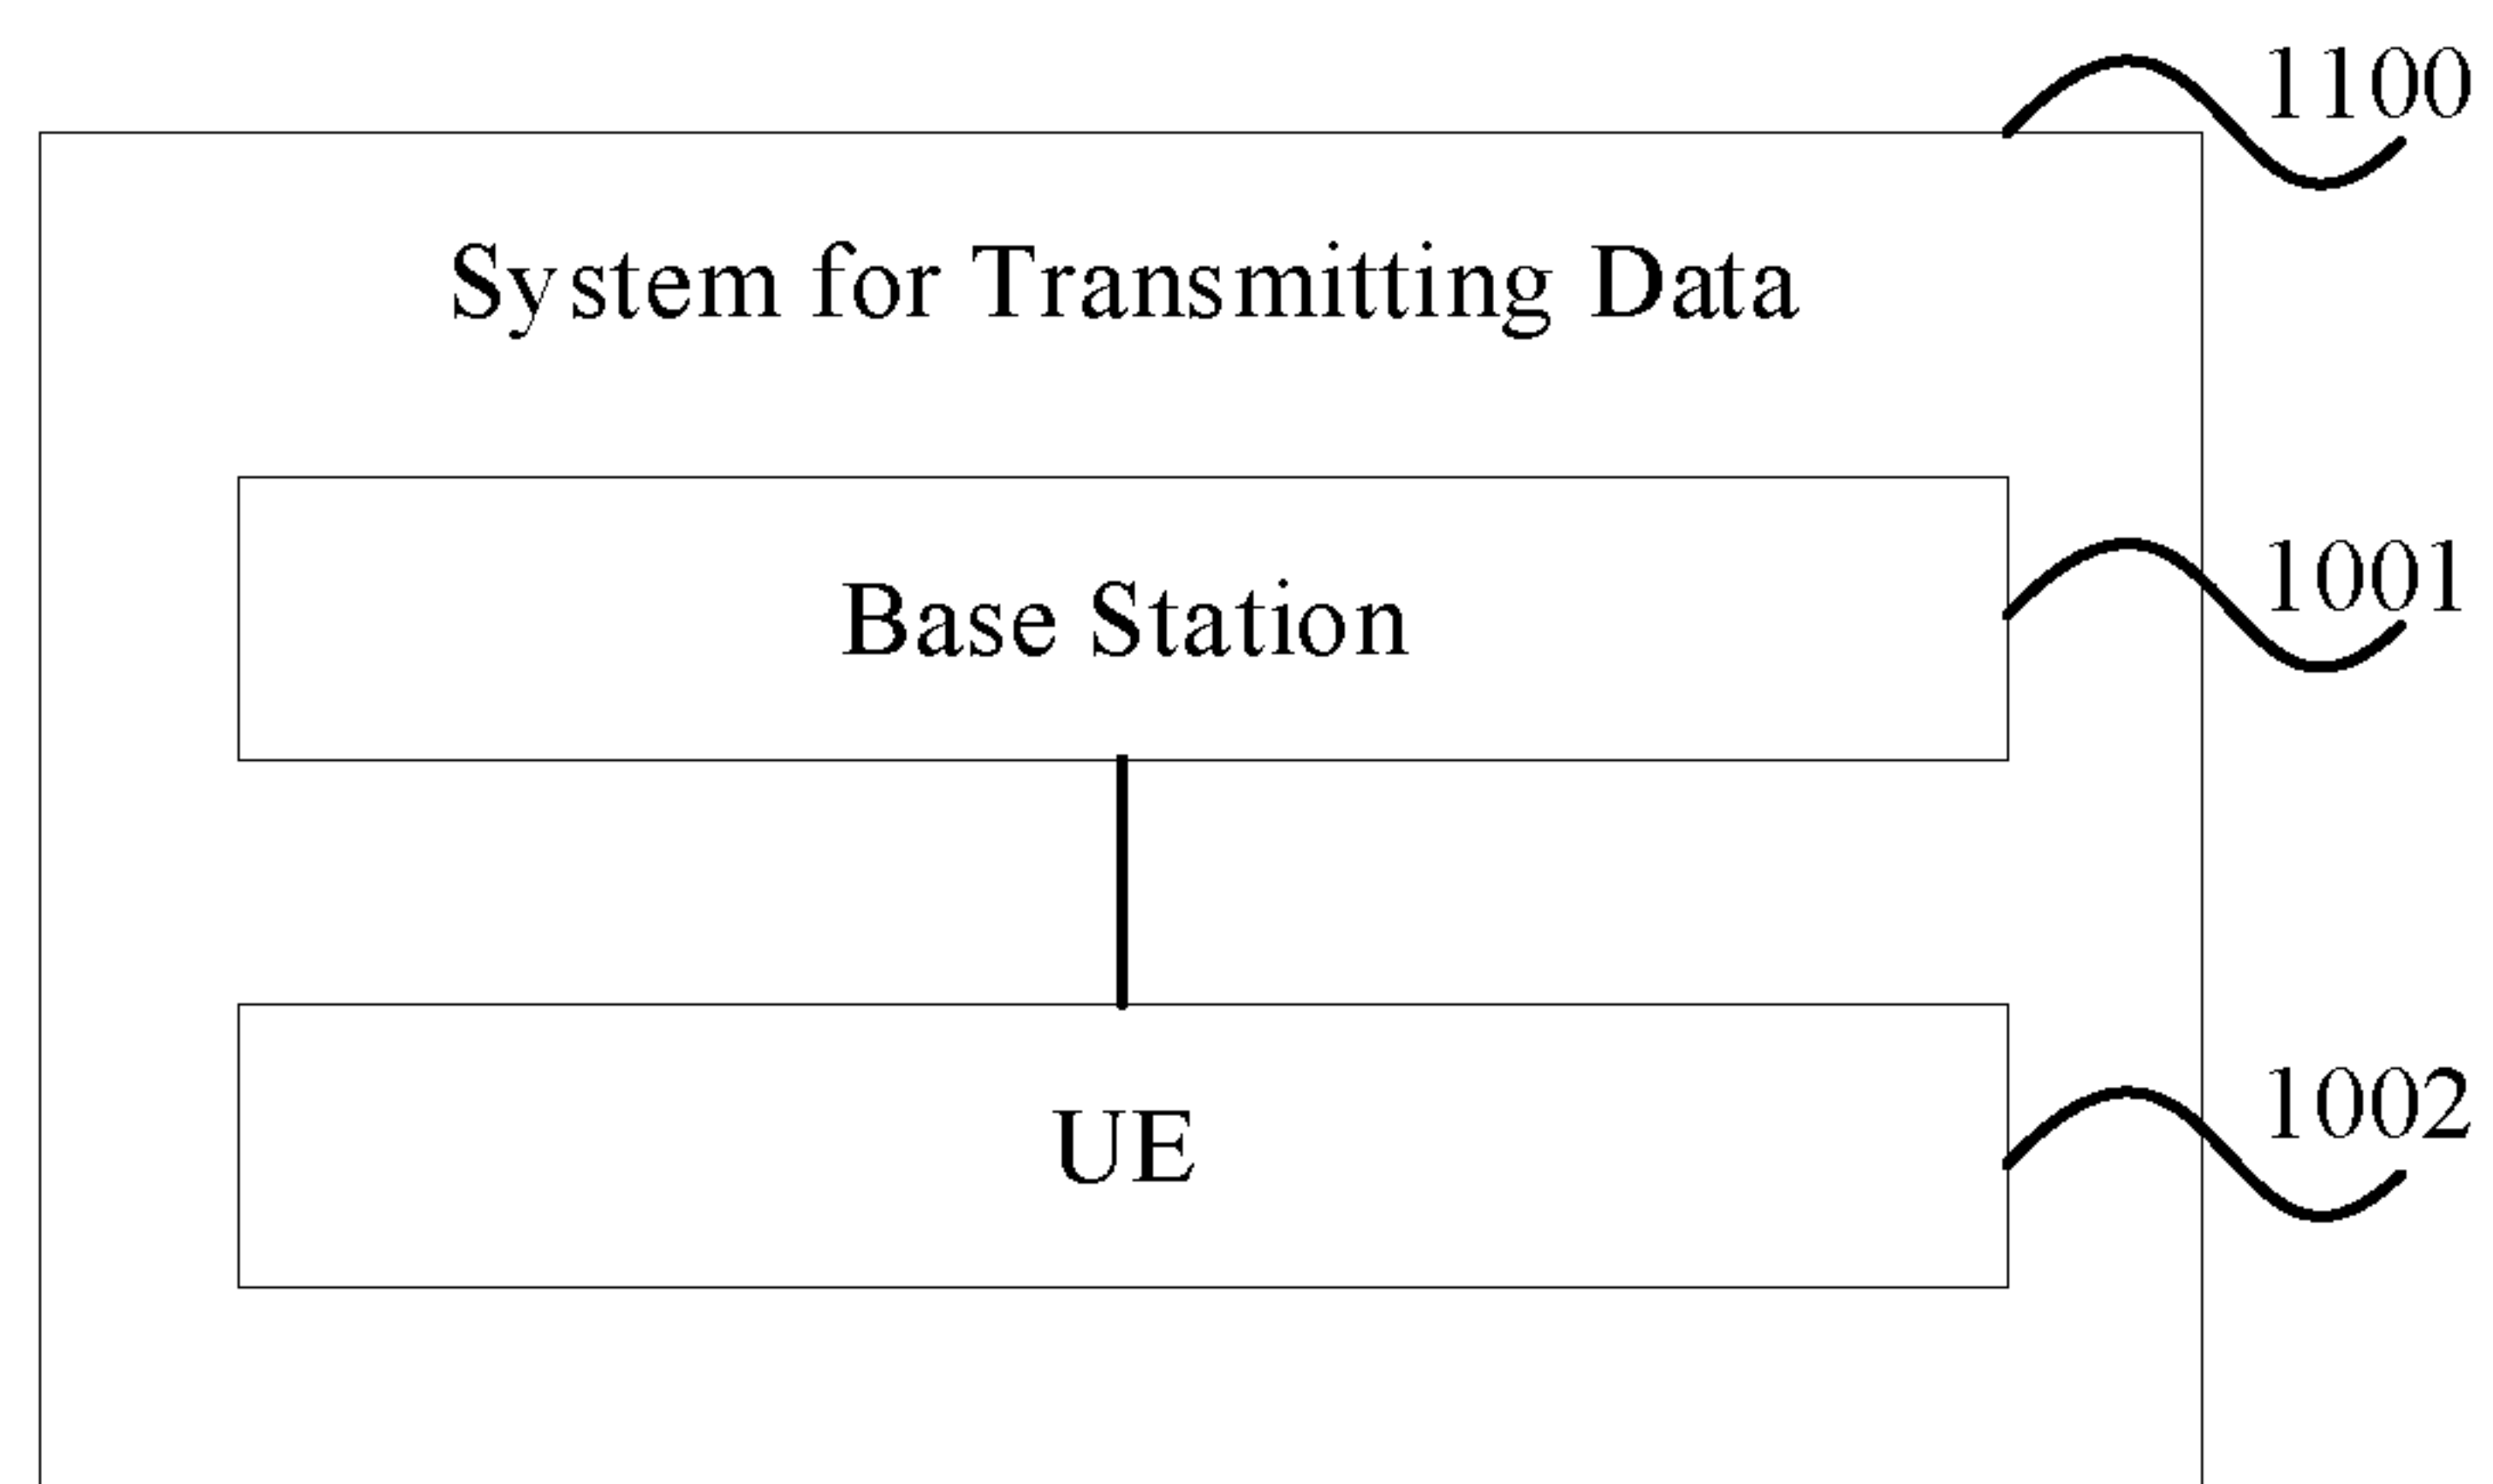 1100
System for Transmitting Data
1001
Base Station
1002
UE